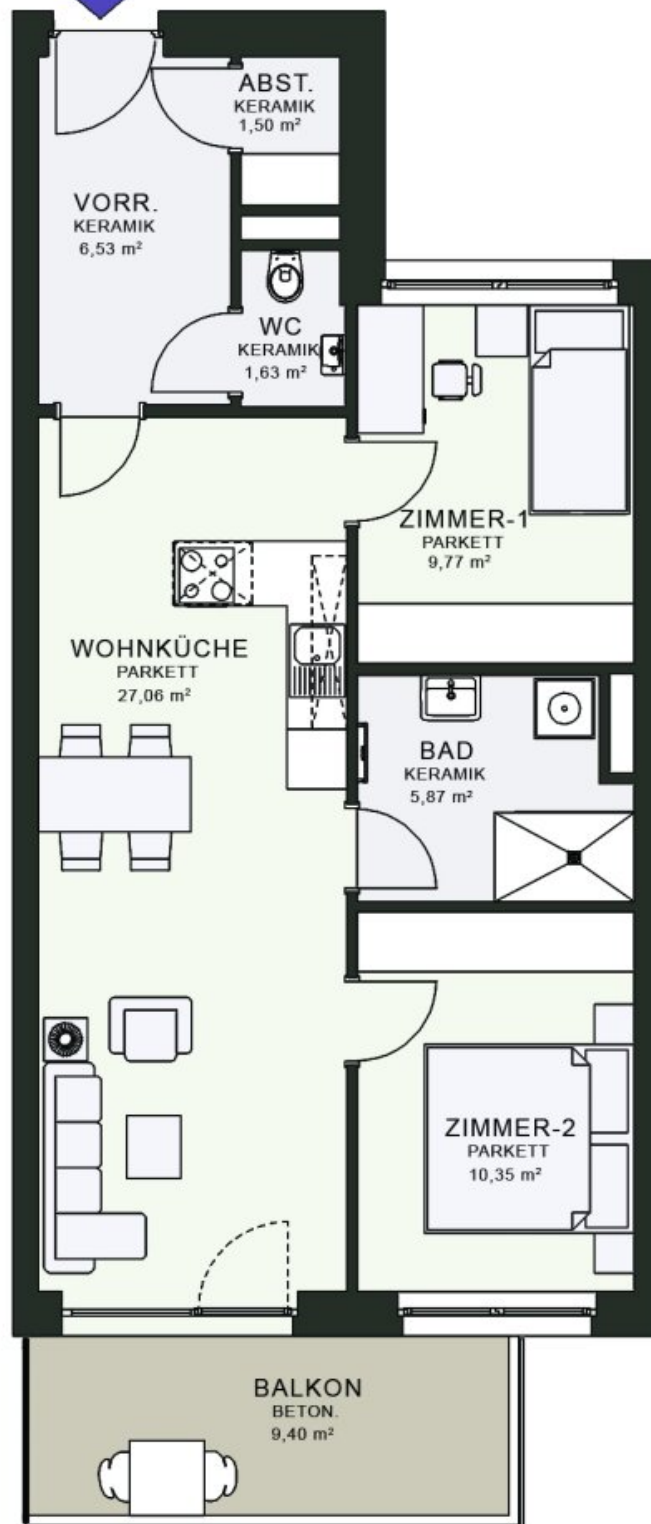 ABST.
KERAMIK
1,50 m²
VORR.
KERAMIK
6,53 m²
WC
KERAMIK
1,63 m²
ZIMMER-1
PARKETT
9,77 m²
WOHNKÜCHE
PARKETT
27,06 m²
BAD
KERAMIK
5,87 m²
ZIMMER-2
PARKETT
10,35 m²
BALKON
BETON.
9,40 m²